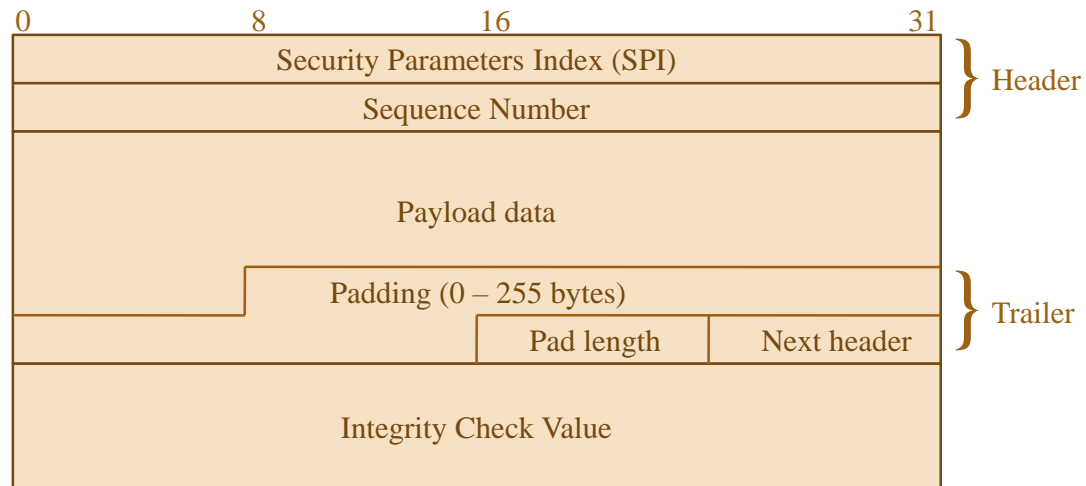 0 8 16 31
Security Parameters Index (SPI)
Header
Sequence Number
Payload data
Padding (0 – 255 bytes)
Trailer
Pad length Next header
Integrity Check Value